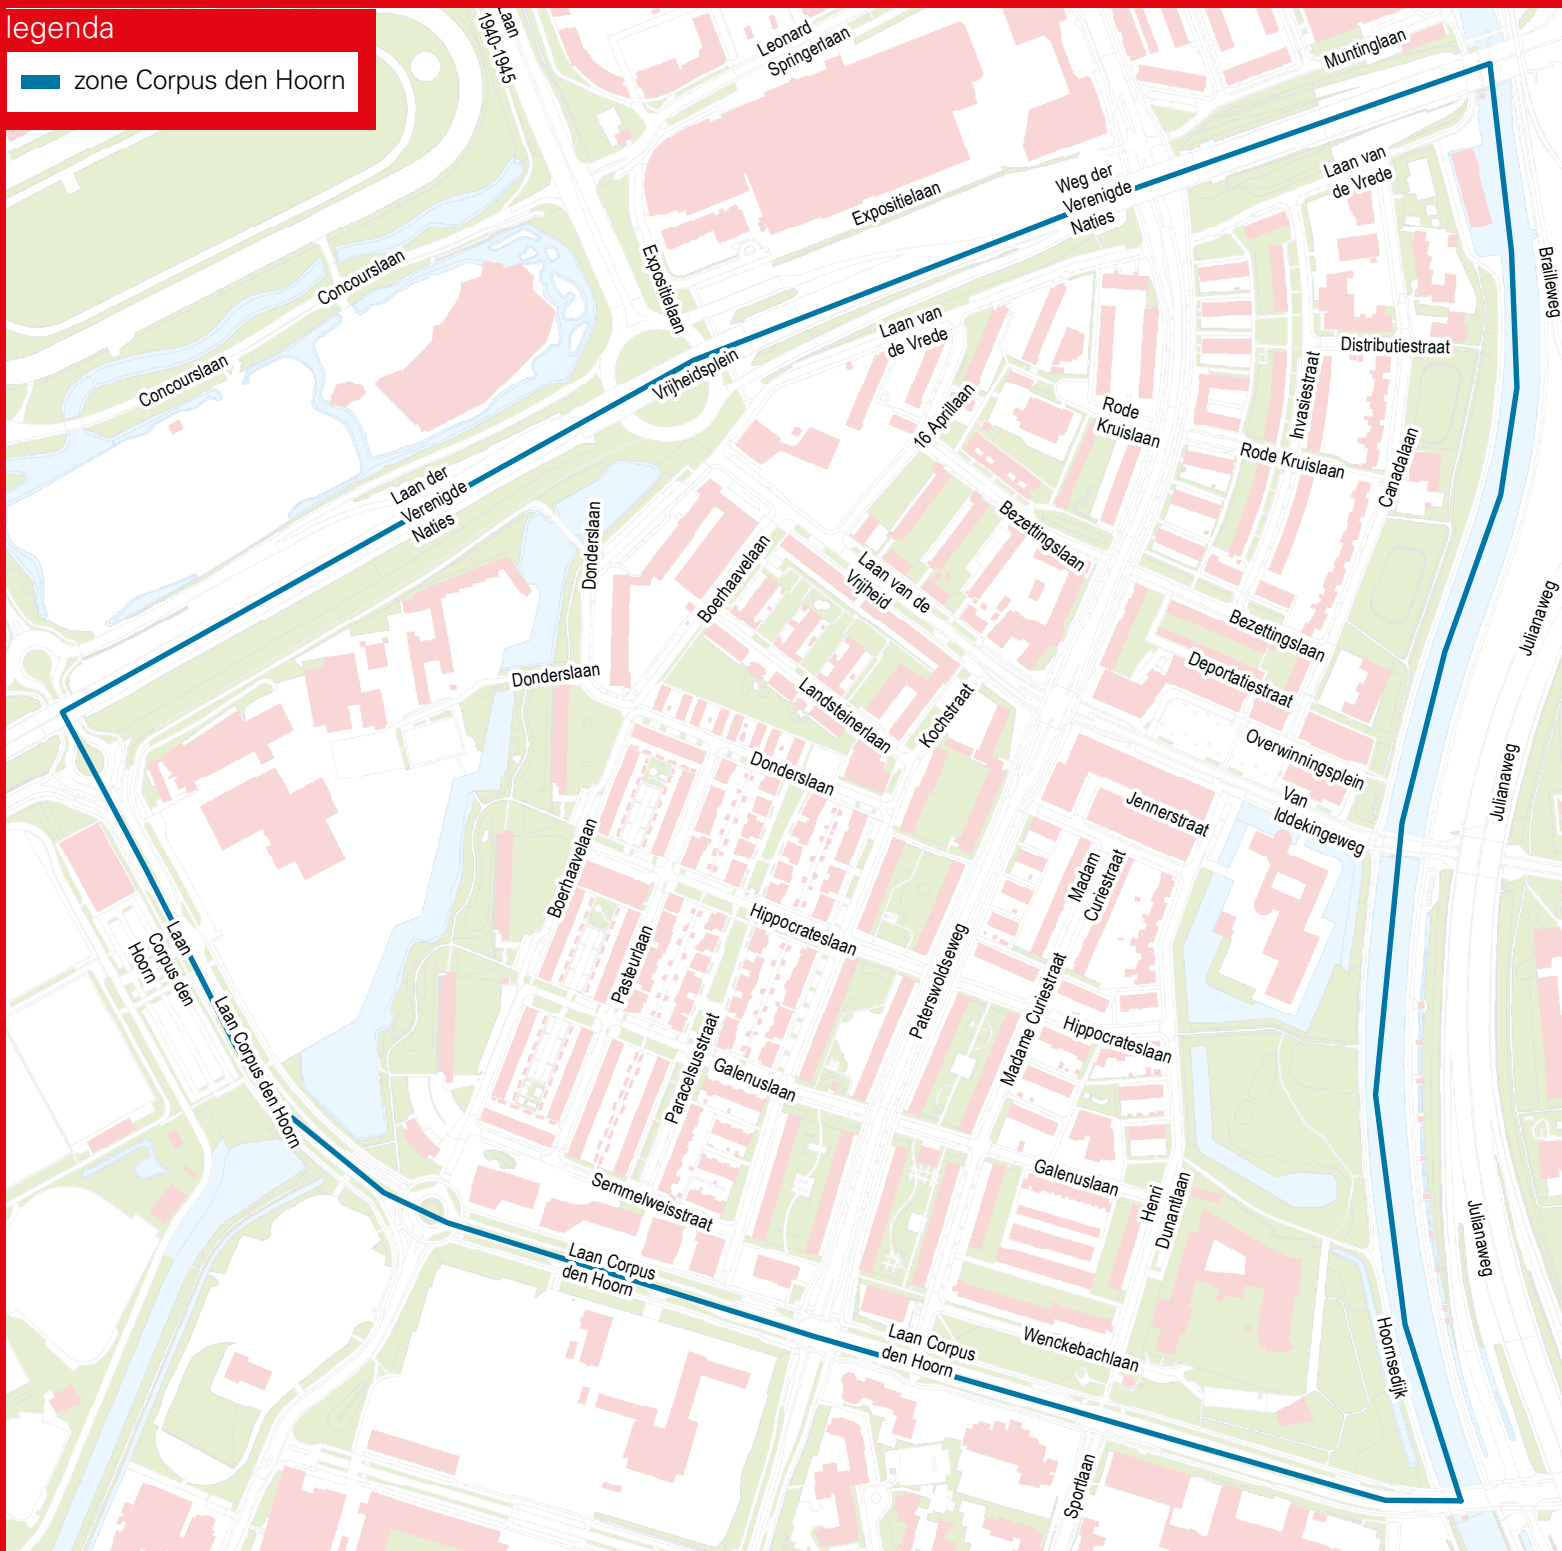 legenda
zone Corpus den Hoorn
Laan
1940-1945
Leonard
Springerlaan
Muntinglaan
Expositielaan
Weg der
Verenigde
Naties
Laan van
de Vrede
Concourslaan
Expositielaan
Brailleweg
Concourslaan
Vrijheidsplein
Laan van
de Vrede
Distributiestraat
Invasiestraat
16 Aprillaan
Rode
Kruislaan
Rode Kruislaan
Canadalaan
Laan der
Verenigde
Naties
Donderslaan
Boerhaavelaan
Bezettingslaan
Laan van de
Vrijheid
Julianaweg
Bezettingslaan
Donderslaan
Deportatiestraat
Landsteinerlaan
Kochstraat
Overwinningsplein
Donderslaan
Julianaweg
Van
Iddekingeweg
Jennerstraat
Boerhaavelaan
Madam
Curiestraat
Hippocrateslaan
Laan
Corpus den
Hoorn
Pasteurlaan
Paterswoldseweg
Madame Curiestraat
Laan Corpus den Hoorn
Hippocrateslaan
Paracelsusstraat
Galenuslaan
Galenuslaan
Semmelweisstraat
Henri
Dunantlaan
Julianaweg
Laan Corpus
den Hoorn
Laan Corpus
den Hoorn
Wenckebachlaan
Hoornsedijk
Sportlaan